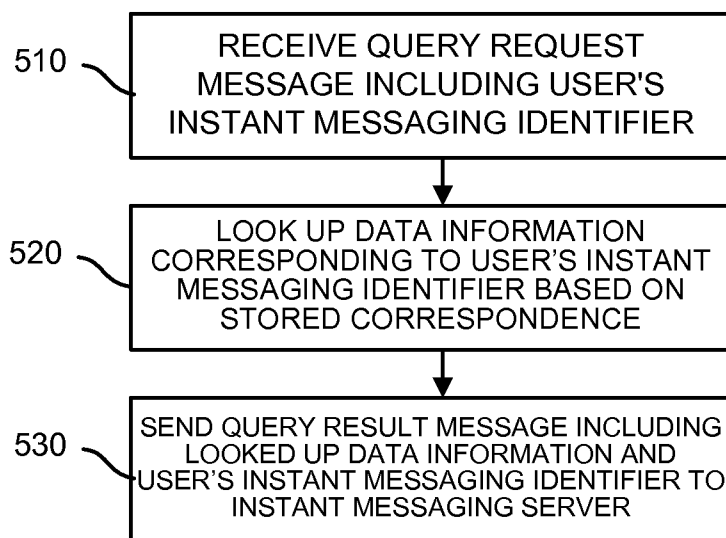 510
RECEIVE QUERY REQUEST
MESSAGE INCLUDING USER'S
INSTANT MESSAGING IDENTIFIER
520
LOOK UP DATA INFORMATION
CORRESPONDING TO USER’S INSTANT
MESSAGING IDENTIFIER BASED ON
STORED CORRESPONDENCE
530
SEND QUERY RESULT MESSAGE INCLUDING
LOOKED UP DATA INFORMATION AND
USER’S INSTANT MESSAGING IDENTIFIER TO
INSTANT MESSAGING SERVER